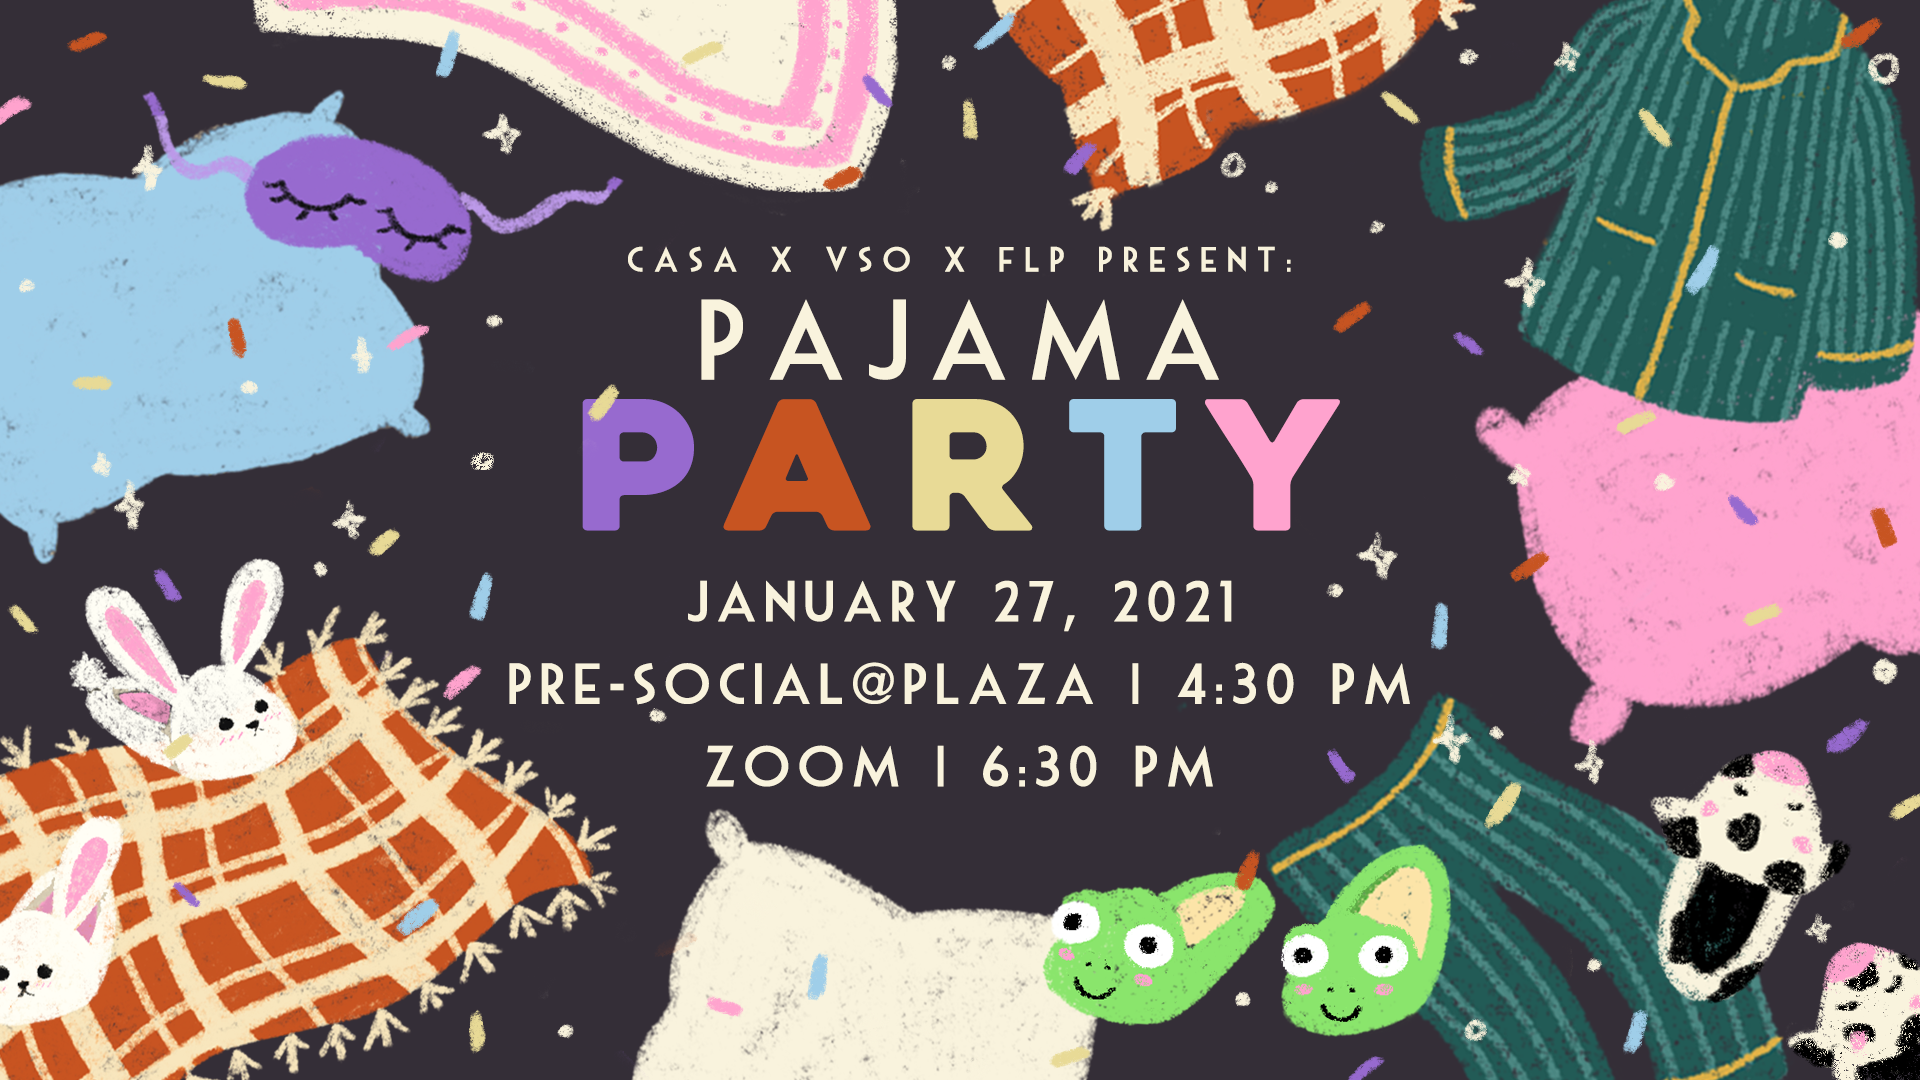 CASA X VSO X FLP PRESENT:
PAJAMA
PARTY
JANUARY 27, 2021
PRE-SOCIAL@PLAZA | 4:30 PM
ZOOM | 6:30 PM